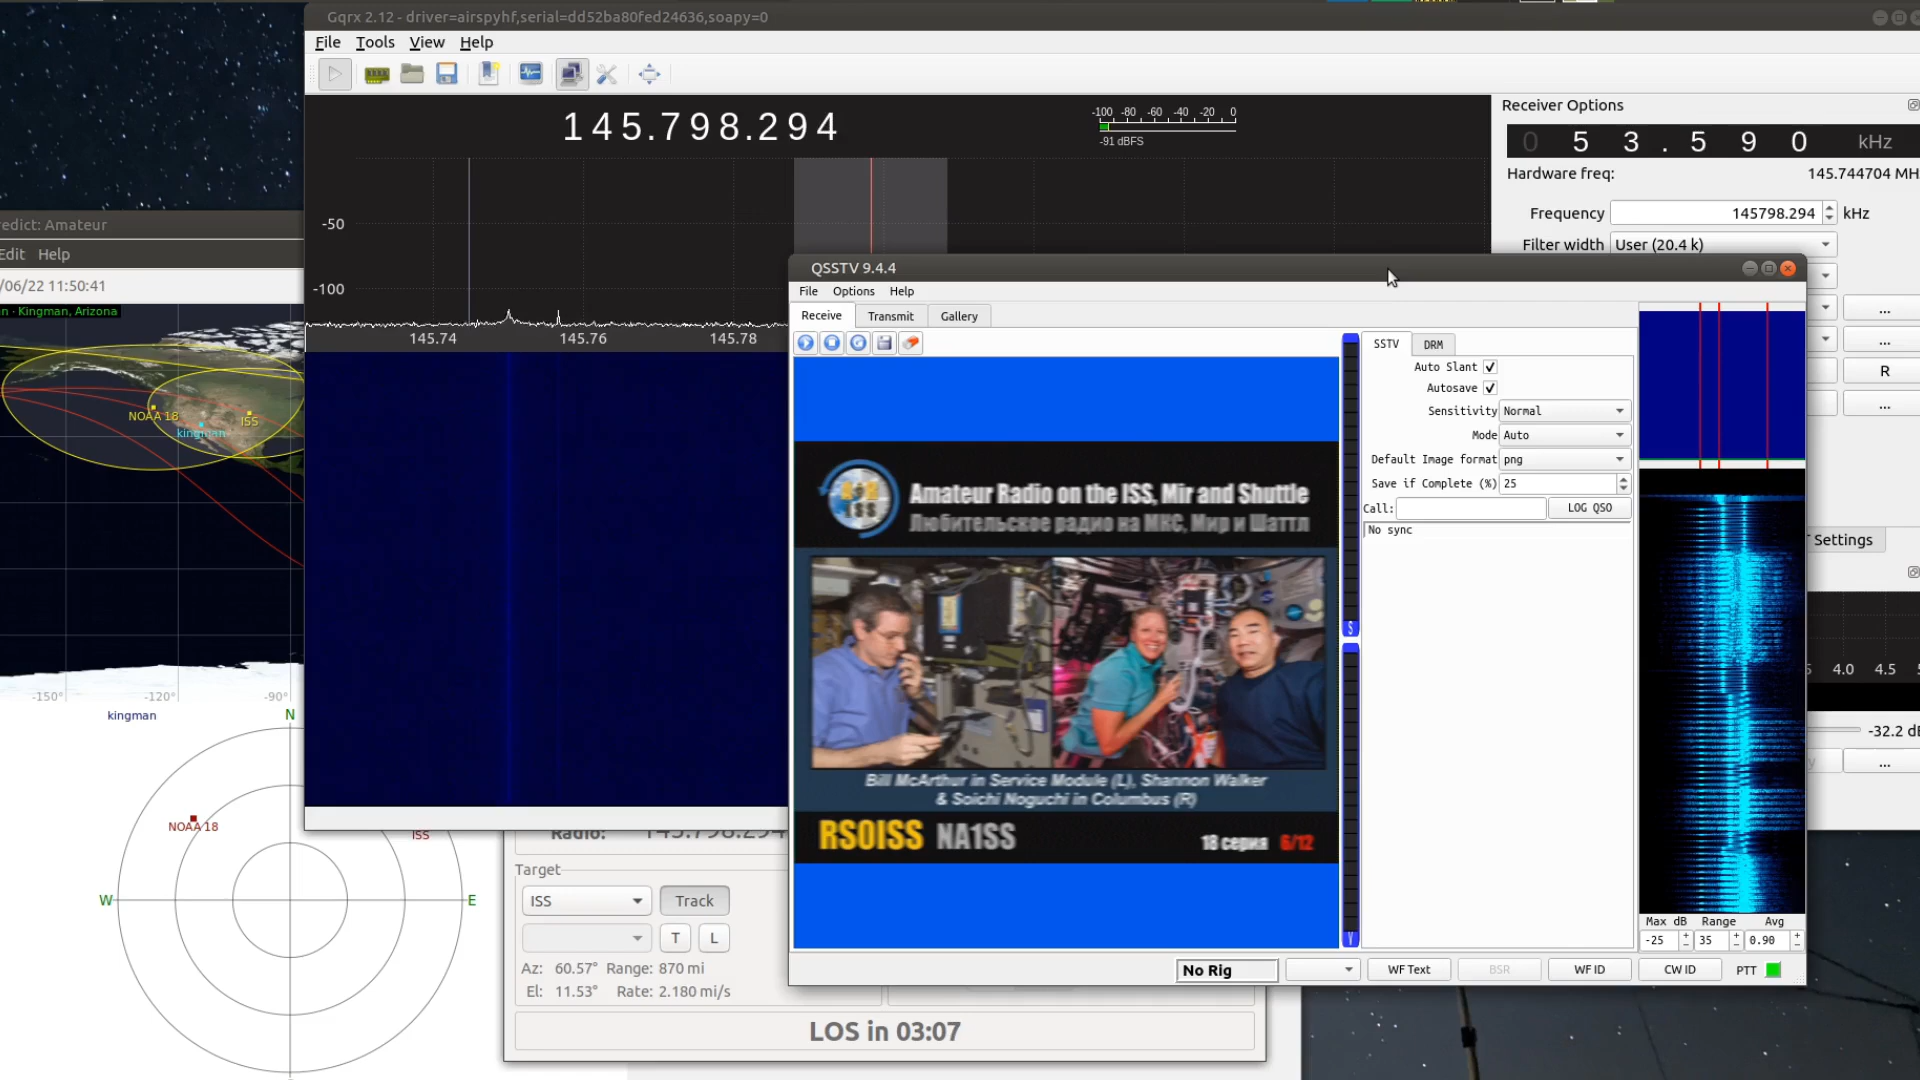 Gqrx 2.12 - driver=airspyhf,serial=dd52ba80fed24636,soapy=0
File Tools View Help
145.798.294
-100 -80 -60 -40 -20 0
-91 dBFS
-50
-100
145.74 145.76 145.78
Receiver Options
0 53.590 kHz
Hardware freq: 145.744704 MH
Frequency 145798.294 kHz
Filter width User (20.4 k)
...
...
R
...
Settings
4.0 4.5
-32.2 dB
...
edict: Amateur
Edit Help
/06/22 11:50:41
n - Kingman, Arizona
NOAA 18
ISS
kingman
-150° -120° -90°
kingman
N
NOAA 18
ISS
W E
Radio: 145.798.294
Target
ISS Track
T L
Az: 60.57° Range: 870 mi
El: 11.53° Rate: 2.180 mi/s
LOS in 03:07
QSSTV 9.4.4
File Options Help
Receive Transmit Gallery
Amateur Radio on the ISS, Mir and Shuttle
Любительское радио на МКС, Мир и Шаттл
Bill McArthur in Service Module (L), Shannon Walker
& Soichi Noguchi in Columbus (R)
RS0ISS NA1SS 18 серия 6/12
S
V
SSTV DRM
Auto Slant
Autosave
Sensitivity Normal
Mode Auto
Default Image format png
Save if Complete (%) 25
Call: LOG QSO
No sync
Max dB Range Avg
-25 35 0.90
No Rig WF Text BSR WF ID CW ID PTT